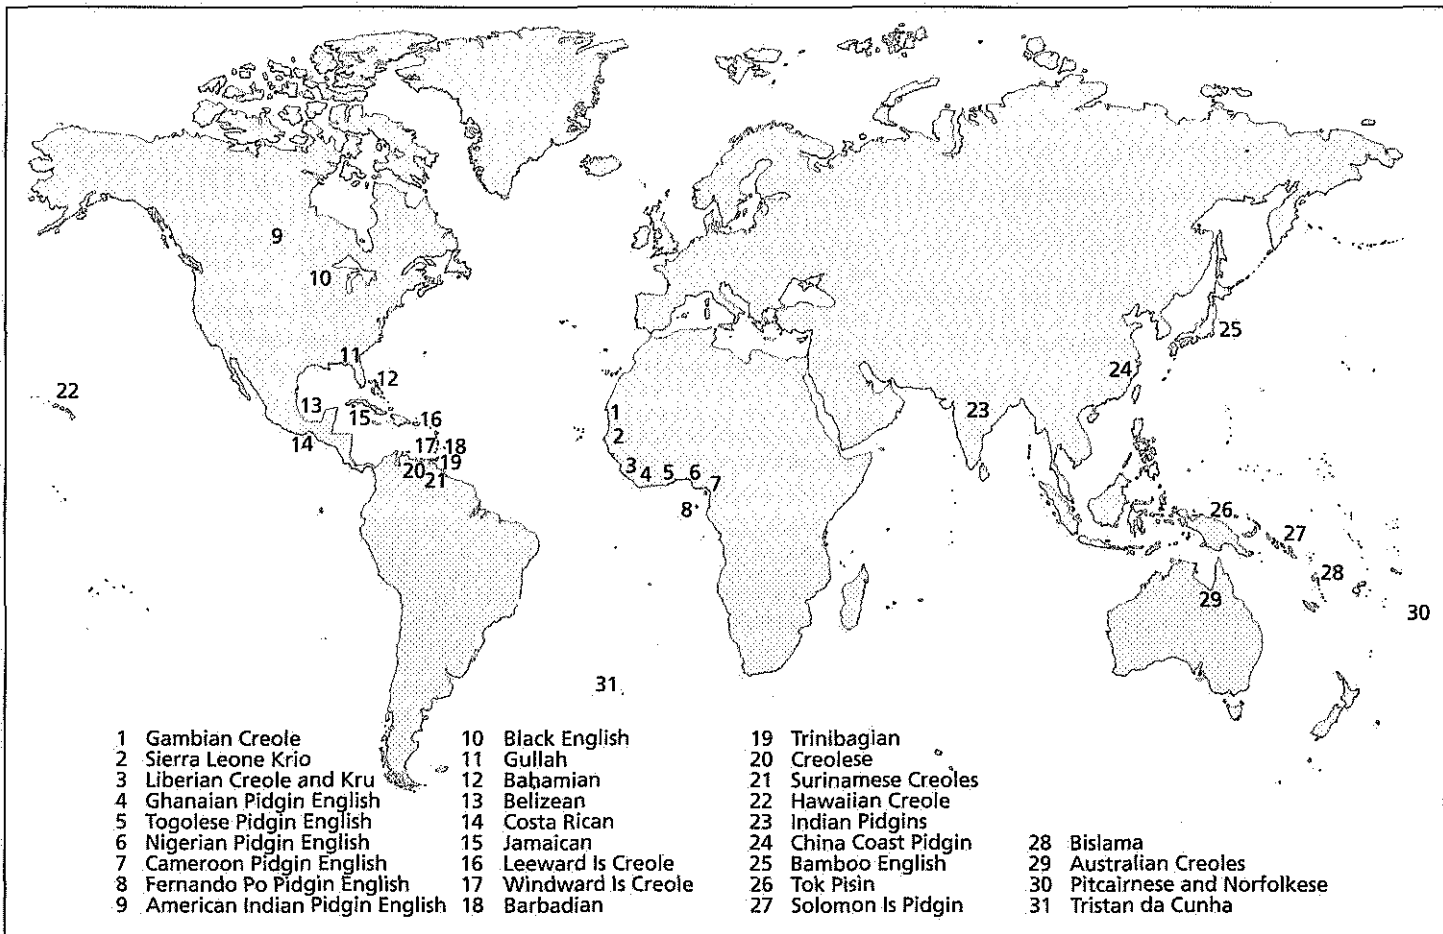 9
10
25
11
24
12
22
13
15
16
1
23
14
2
17
18
19
20
21
3
4
5
6
7
8
26
27
28
29
30
31
1 Gambian Creole
2 Sierra Leone Krio
3 Liberian Creole and Kru
4 Ghanaian Pidgin English
5 Togolese Pidgin English
6 Nigerian Pidgin English
7 Cameroon Pidgin English
8 Fernando Po Pidgin English
9 American Indian Pidgin English
10 Black English
11 Gullah
12 Bahamian
13 Belizean
14 Costa Rican
15 Jamaican
16 Leeward Is Creole
17 Windward Is Creole
18 Barbadian
19 Trinibagian
20 Creolese
21 Surinamese Creoles
22 Hawaiian Creole
23 Indian Pidgins
24 China Coast Pidgin
25 Bamboo English
26 Tok Pisin
27 Solomon Is Pidgin
28 Bislama
29 Australian Creoles
30 Pitcairnese and Norfolkese
31 Tristan da Cunha